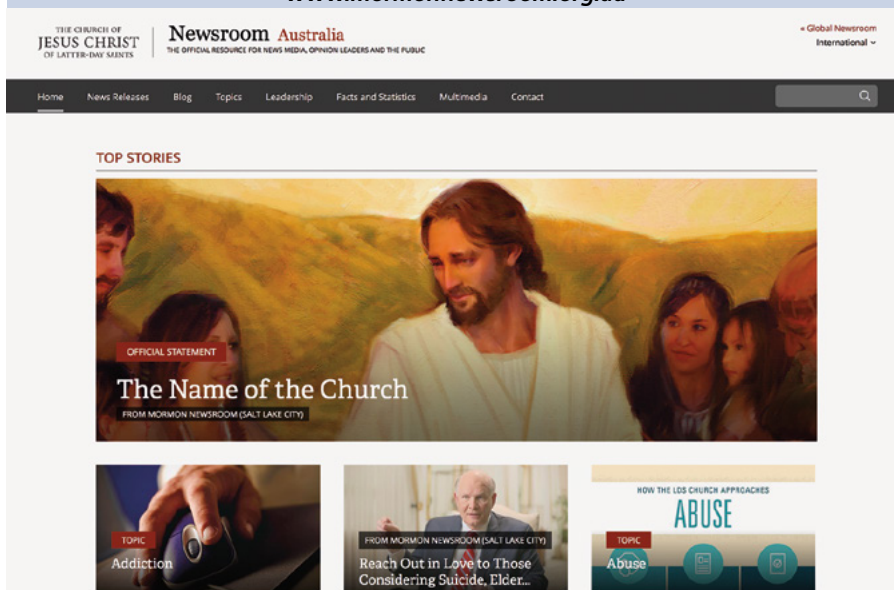 www.mormonnewsroom.org.au
THE CHURCH OF
JESUS CHRIST
OF LATTER-DAY SAINTS
Newsroom Australia
THE OFFICIAL RESOURCE FOR NEWS MEDIA, OPINION LEADERS AND THE PUBLIC
« Global Newsroom
International
Home News Releases Blog Topics Leadership Facts and Statistics Multimedia Contact
TOP STORIES
OFFICIAL STATEMENT
The Name of the Church
FROM MORMON NEWSROOM (SALT LAKE CITY)
TOPIC
Addiction
FROM MORMON NEWSROOM (SALT LAKE CITY)
Reach Out in Love to Those
Considering Suicide, Elder...
HOW THE LDS CHURCH APPROACHES
ABUSE
TOPIC
Abuse